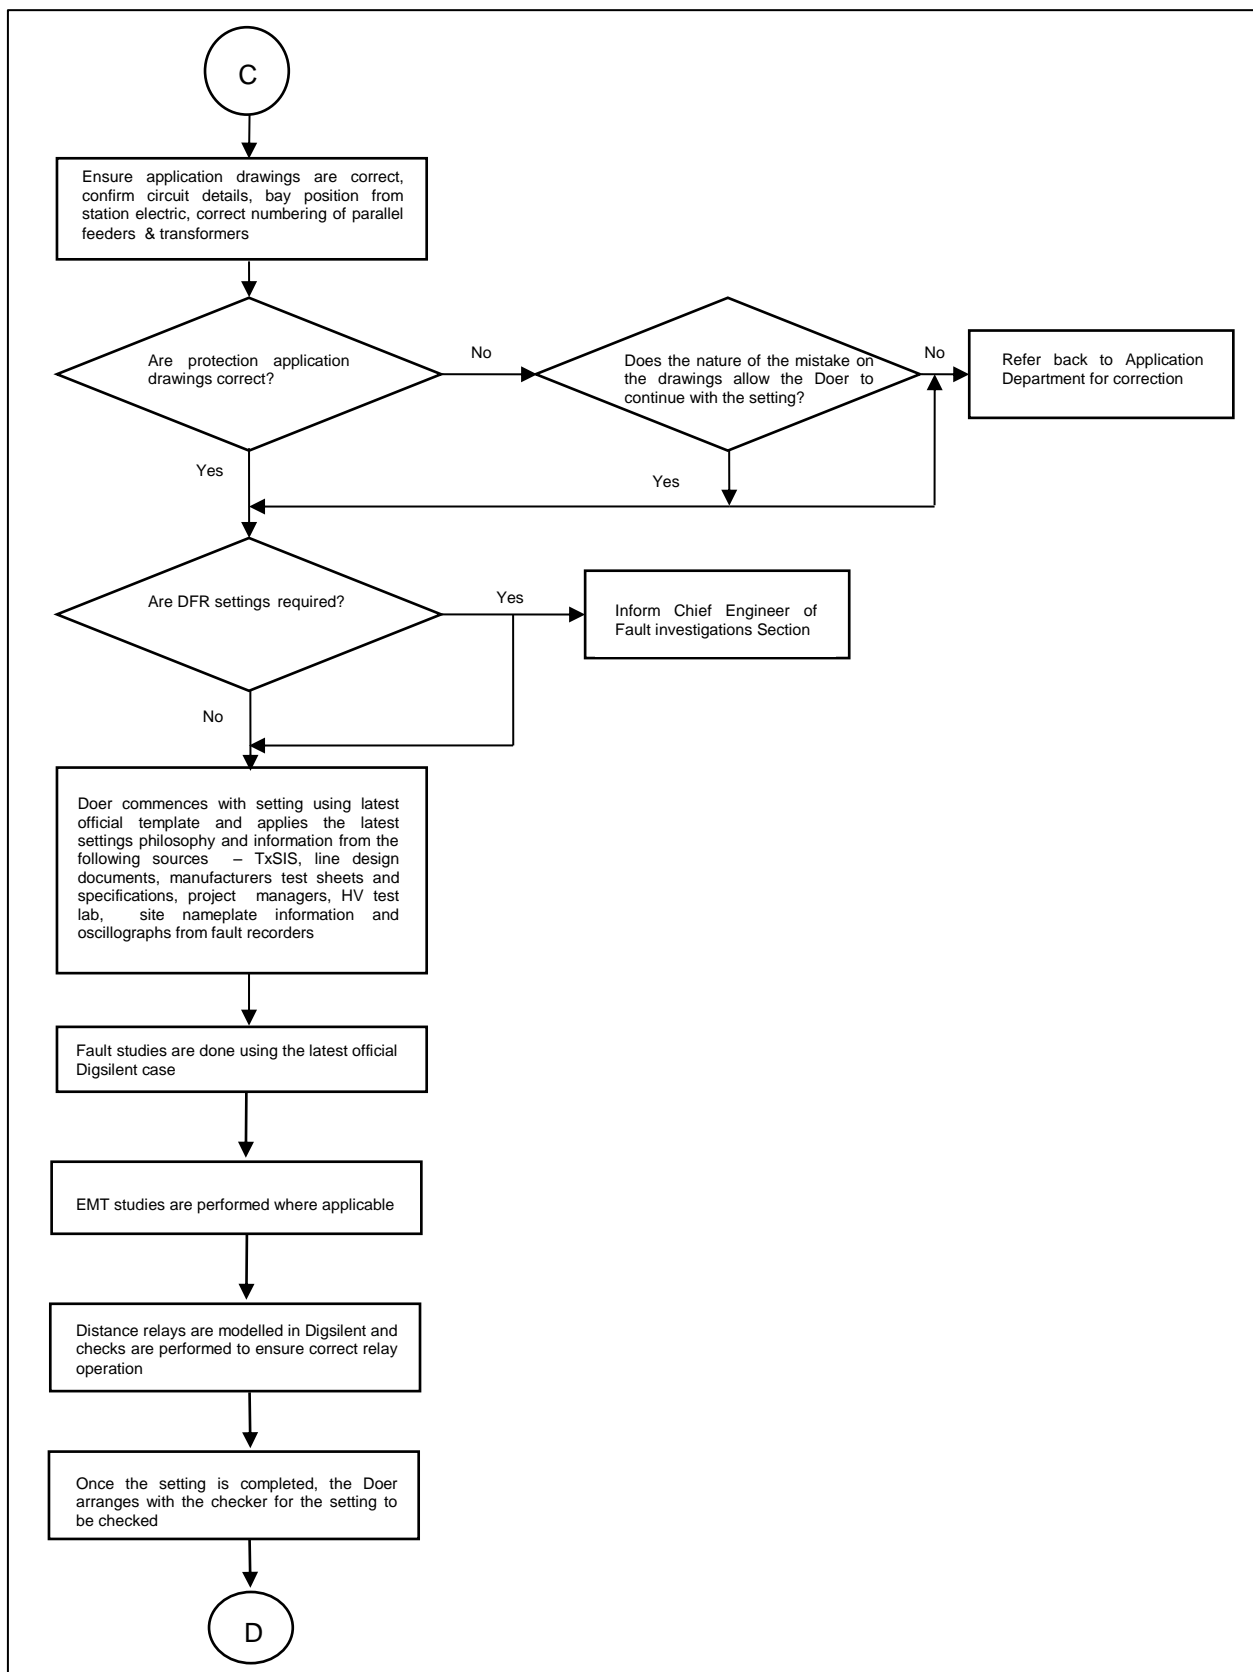 C
Ensure application drawings are correct,
confirm circuit details, bay position from
station electric, correct numbering of parallel
feeders & transformers
Are protection application
drawings correct?
No
Does the nature of the mistake on
the drawings allow the Doer to
continue with the setting?
No
Refer back to Application
Department for correction
Yes
Yes
Are DFR settings required?
Yes
Inform Chief Engineer of
Fault investigations Section
No
Doer commences with setting using latest
official template and applies the latest
settings philosophy and information from the
following sources – TxSIS, line design
documents, manufacturers test sheets and
specifications, project managers, HV test
lab, site nameplate information and
oscillographs from fault recorders
Fault studies are done using the latest official
Digsilent case
EMT studies are performed where applicable
Distance relays are modelled in Digsilent and
checks are performed to ensure correct relay
operation
Once the setting is completed, the Doer
arranges with the checker for the setting to
be checked
D